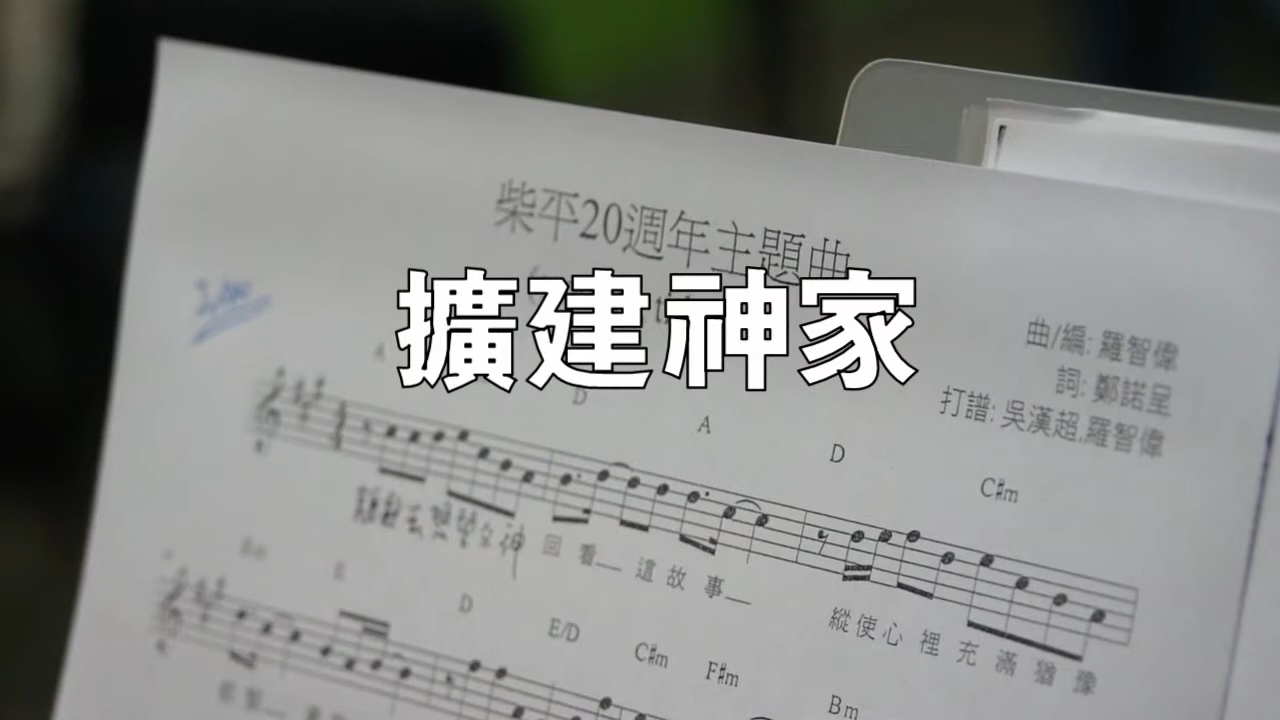 柴平20週年主題曲
擴建神家
曲/編: 羅智偉
詞: 鄭諾呈
打譜: 吳漢超,羅智偉
A D A D C#m
回看 這故事 縱使心裡充滿猶豫
E D E/D C#m F#m Bm